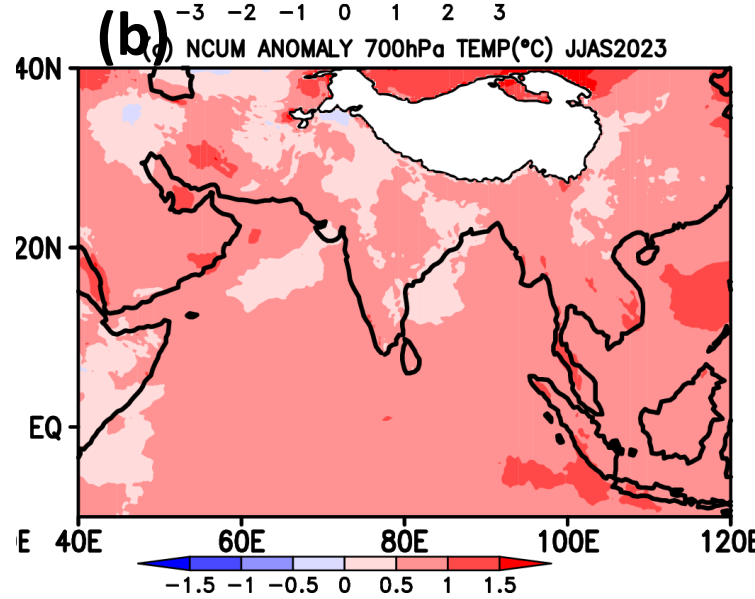 -3 -2 -1 0 1 2 3
(b)
NCUM ANOMALY 700hPa TEMP(°C) JJAS2023
40N
20N
EQ
E 40E 60E 80E 100E 120E
-1.5 -1 -0.5 0 0.5 1 1.5